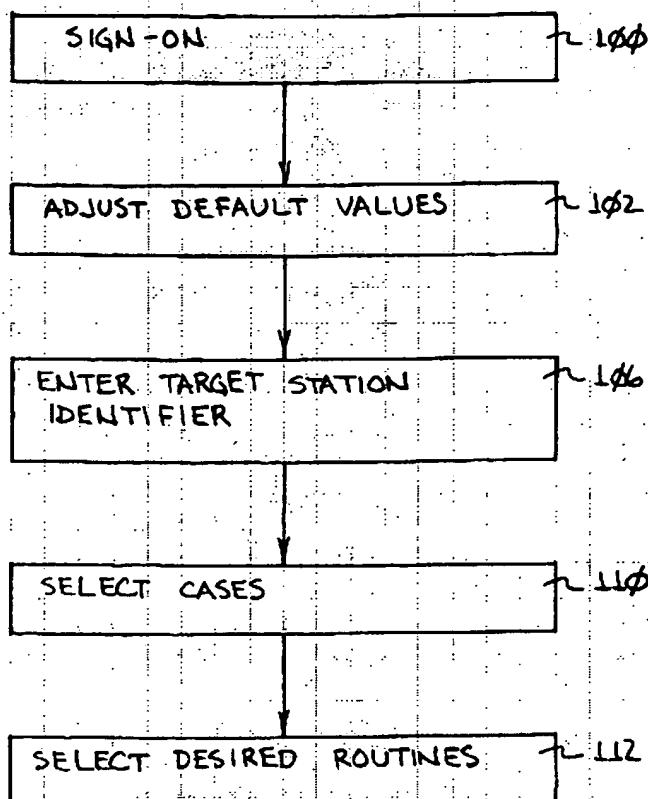 SIGN-ON 100
ADJUST DEFAULT VALUES 102
ENTER TARGET STATION 106
IDENTIFIER
SELECT CASES 110
SELECT DESIRED ROUTINES 112